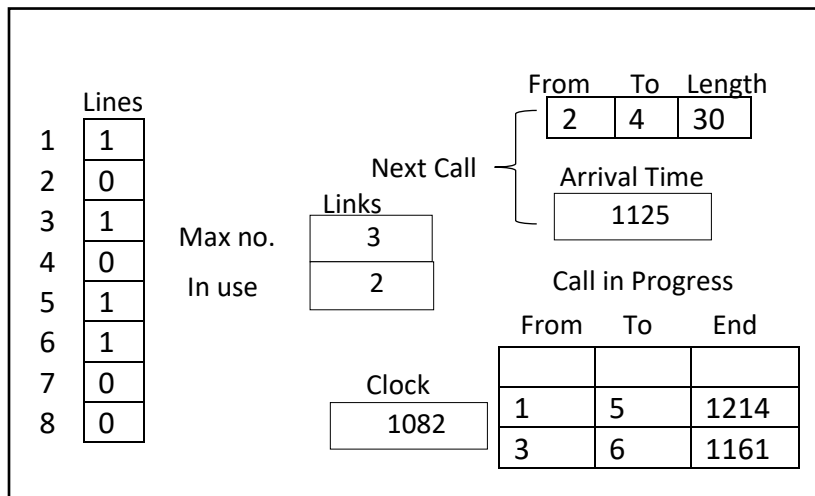 From To Length
2 4 30
Lines
1 1
2 0
3 1
4 0
5 1
6 1
7 0
8 0
Next Call
Arrival Time
1125
Links
Max no. 3
In use 2
Call in Progress
From To End
1 5 1214
3 6 1161
Clock
1082